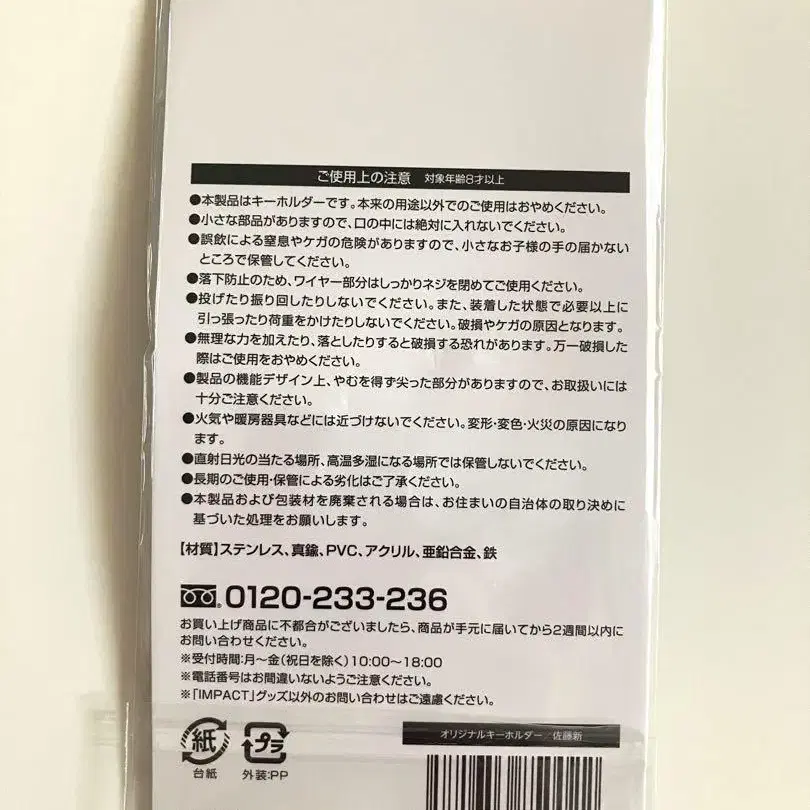 ご使用上の注意 対象年齢8才以上
●本製品はキーホルダーです。本来の用途以外でのご使用はおやめください。
●小さな部品がありますので、口の中には絶対に入れないでください。
●誤飲による窒息やケガの危険がありますので、小さなお子様の手の届かない
ところで保管してください。
●落下防止のため、ワイヤー部分はしっかりネジを閉めてご使用ください。
●投げたり振り回したりしないでください。また、装着した状態で必要以上に
引っ張ったり荷重をかけたりしないでください。破損やケガの原因となります。
●無理な力を加えたり、落としたりすると破損する恐れがあります。万一破損した
際はご使用をおやめください。
●製品の機能デザイン上、やむを得ず尖った部分がありますので、お取扱いには
十分ご注意ください。
●火気や暖房器具などには近づけないでください。変形・変色・火災の原因になり
ます。
●直射日光の当たる場所、高温多湿になる場所では保管しないでください。
●長期のご使用・保管による劣化はご了承ください。
●本製品および包装材を廃棄される場合は、お住まいの自治体の取り決めに
基づいた処理をお願いします。
【材質】ステンレス、真鍮、PVC、アクリル、亜鉛合金、鉄
0120-233-236
お買い上げ商品に不都合がございましたら、商品が手元に届いてから2週間以内に
お問い合わせください。
※受付時間:月〜金(祝日を除く)10:00〜18:00
※電話番号はお間違いないようご注意ください。
※「IMPACT」グッズ以外のお問い合わせはご遠慮ください。
オリジナルキーホルダー/佐藤新
紙 プラ
台紙 外装:PP